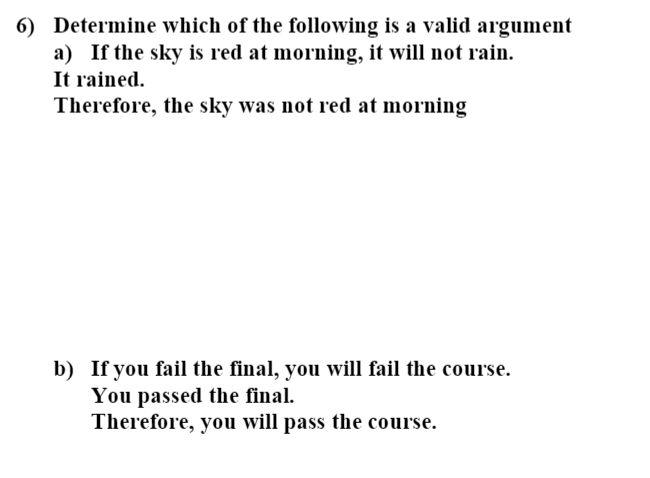 6) Determine which of the following is a valid argument
a) If the sky is red at morning, it will not rain.
It rained.
Therefore, the sky was not red at morning
b) If you fail the final, you will fail the course.
You passed the final.
Therefore, you will pass the course.